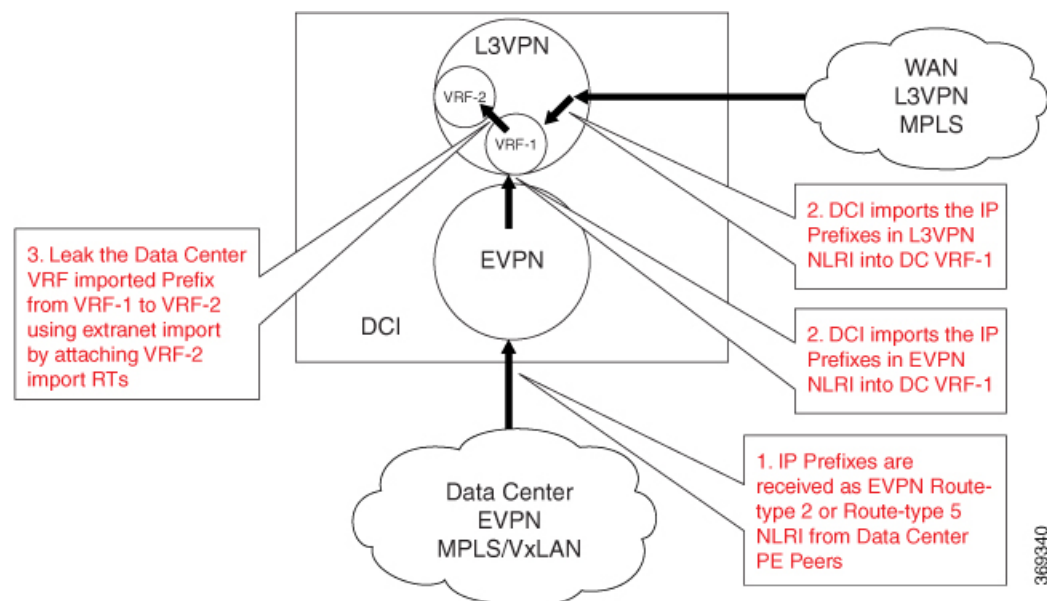 L3VPN
VRF-2
VRF-1
WAN
L3VPN
MPLS
2. DCI imports the IP
Prefixes in L3VPN
NLRI into DC VRF-1
3. Leak the Data Center
VRF imported Prefix
from VRF-1 to VRF-2
using extranet import
by attaching VRF-2
import RTs
EVPN
DCI
2. DCI imports the IP
Prefixes in EVPN
NLRI into DC VRF-1
Data Center
EVPN
MPLS/VxLAN
1. IP Prefixes are
received as EVPN Route-
type 2 or Route-type 5
NLRI from Data Center
PE Peers
369340